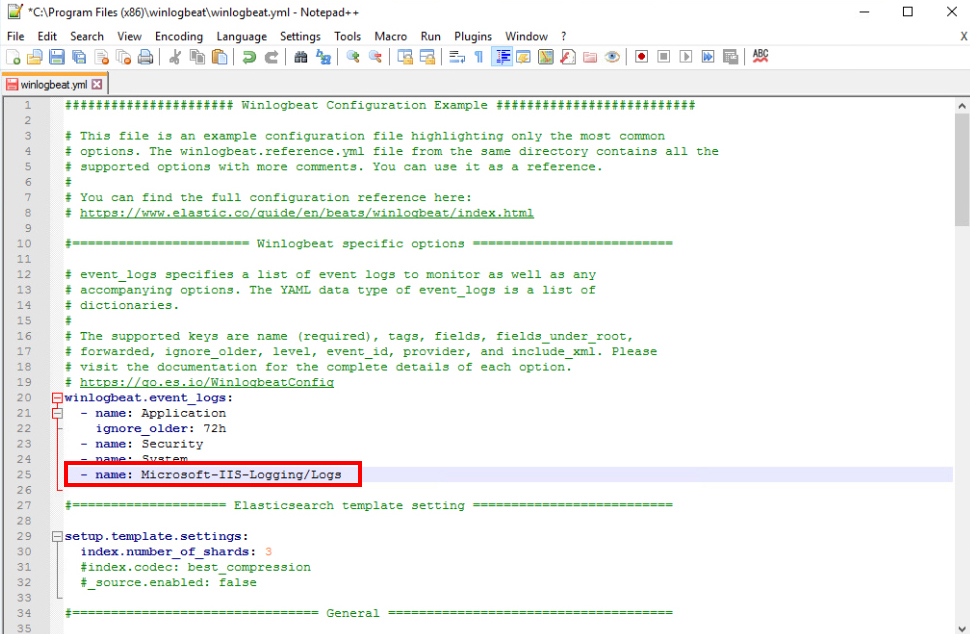 *C:\Program Files (x86)\winlogbeat\winlogbeat.yml - Notepad++
File Edit Search View Encoding Language Settings Tools Macro Run Plugins Window ? X
ABC
winlogbeat.yml
1 ###################### Winlogbeat Configuration Example ##########################
2
3 # This file is an example configuration file highlighting only the most common
4 # options. The winlogbeat.reference.yml file from the same directory contains all the
5 # supported options with more comments. You can use it as a reference.
6 #
7 # You can find the full configuration reference here:
8 # https://www.elastic.co/guide/en/beats/winlogbeat/index.html
9
10 #======================= Winlogbeat specific options ==========================
11
12 # event_logs specifies a list of event logs to monitor as well as any
13 # accompanying options. The YAML data type of event_logs is a list of
14 # dictionaries.
15 #
16 # The supported keys are name (required), tags, fields, fields_under_root,
17 # forwarded, ignore_older, level, event_id, provider, and include_xml. Please
18 # visit the documentation for the complete details of each option.
19 # https://go.es.io/WinlogbeatConfig
20 winlogbeat.event_logs:
21 - name: Application
22 ignore_older: 72h
23 - name: Security
24 - name: System
25 - name: Microsoft-IIS-Logging/Logs
26
27 #==================== Elasticsearch template setting ==========================
28
29 setup.template.settings:
30 index.number_of_shards: 3
31 #index.codec: best_compression
32 #_source.enabled: false
33
34 #================================ General =====================================
35